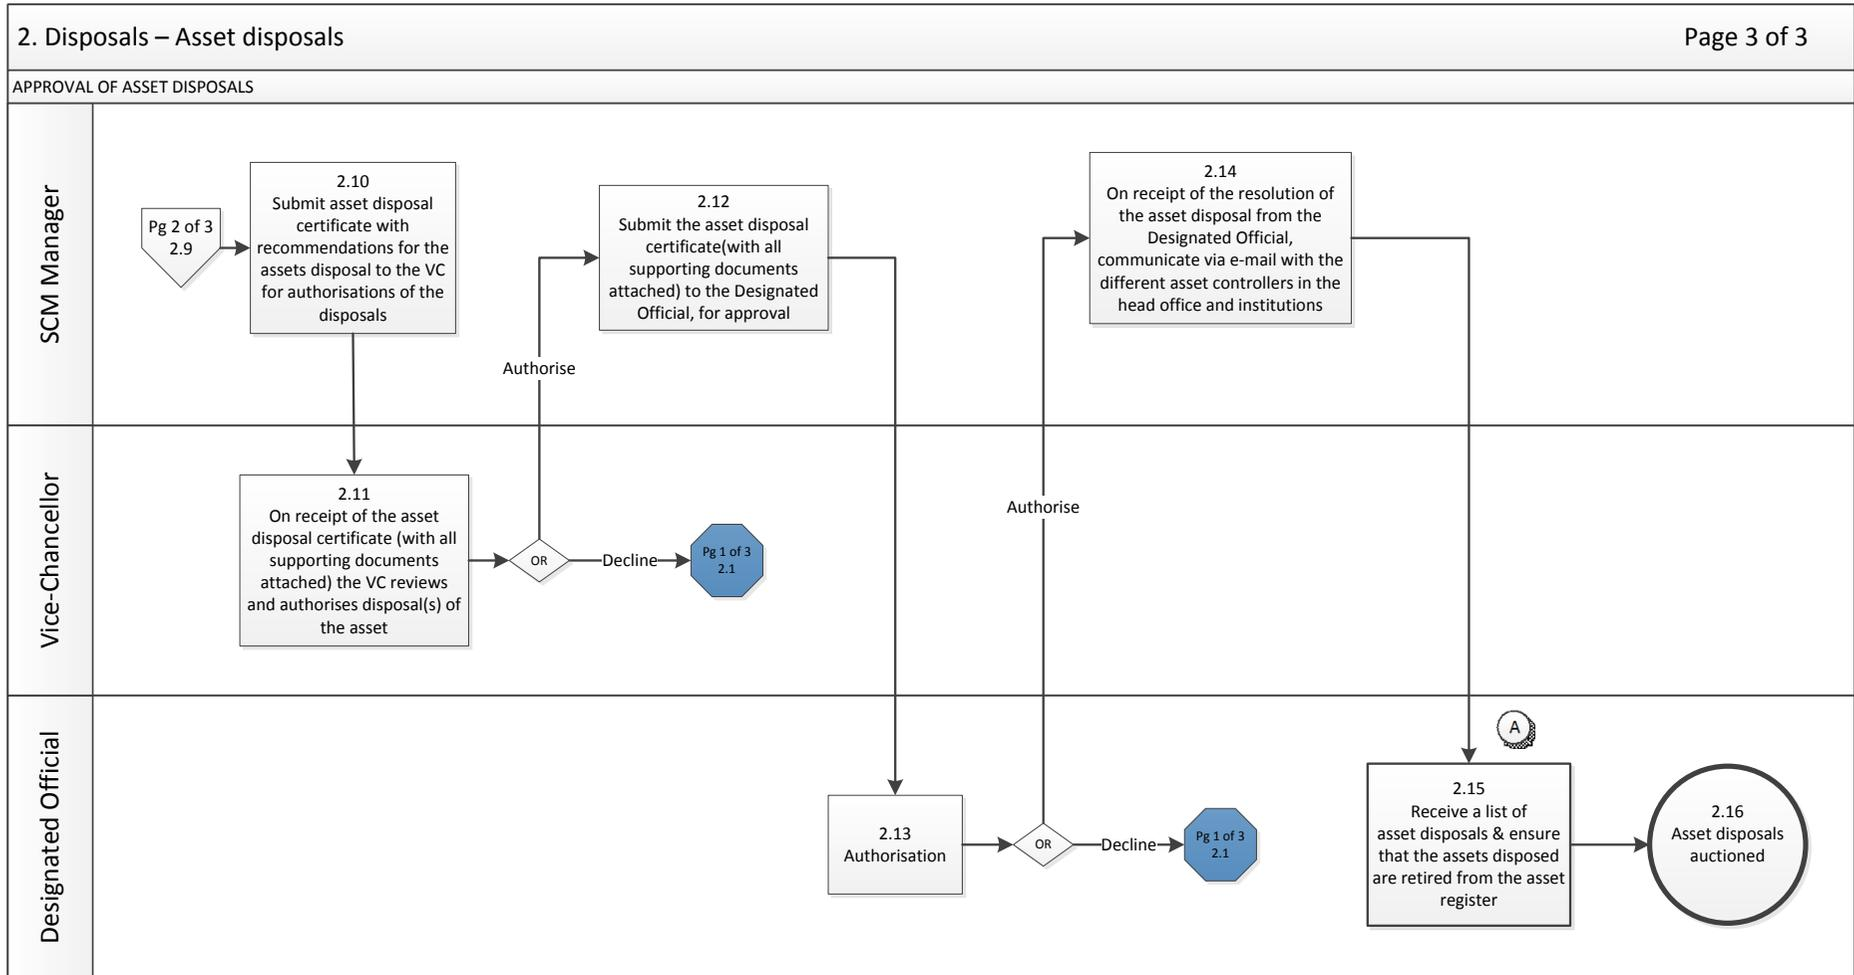 2. Disposals – Asset disposals
Page 3 of 3
APPROVAL OF ASSET DISPOSALS
SCM Manager
Pg 2 of 3
2.9
2.10
Submit asset disposal
certificate with
recommendations for the
assets disposal to the VC
for authorisations of the
disposals
2.12
Submit the asset disposal
certificate(with all
supporting documents
attached) to the Designated
Official, for approval
2.14
On receipt of the resolution of
the asset disposal from the
Designated Official,
communicate via e-mail with the
different asset controllers in the
head office and institutions
Authorise
Vice-Chancellor
2.11
On receipt of the asset
disposal certificate (with all
supporting documents
attached) the VC reviews
and authorises disposal(s) of
the asset
OR
Decline
Pg 1 of 3
2.1
Authorise
Designated Official
2.13
Authorisation
OR
Decline
Pg 1 of 3
2.1
A
2.15
Receive a list of
asset disposals & ensure
that the assets disposed
are retired from the asset
register
2.16
Asset disposals
auctioned